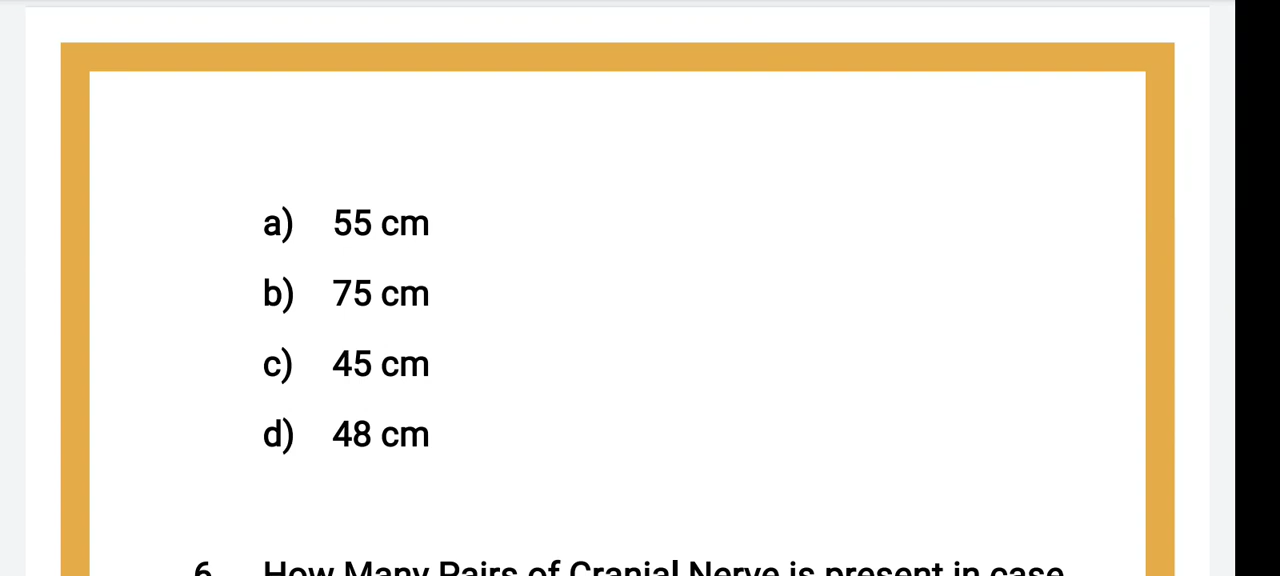 a) 55 cm
b) 75 cm
c) 45 cm
d) 48 cm
6 How Many Pairs of Cranial Nerve is present in case